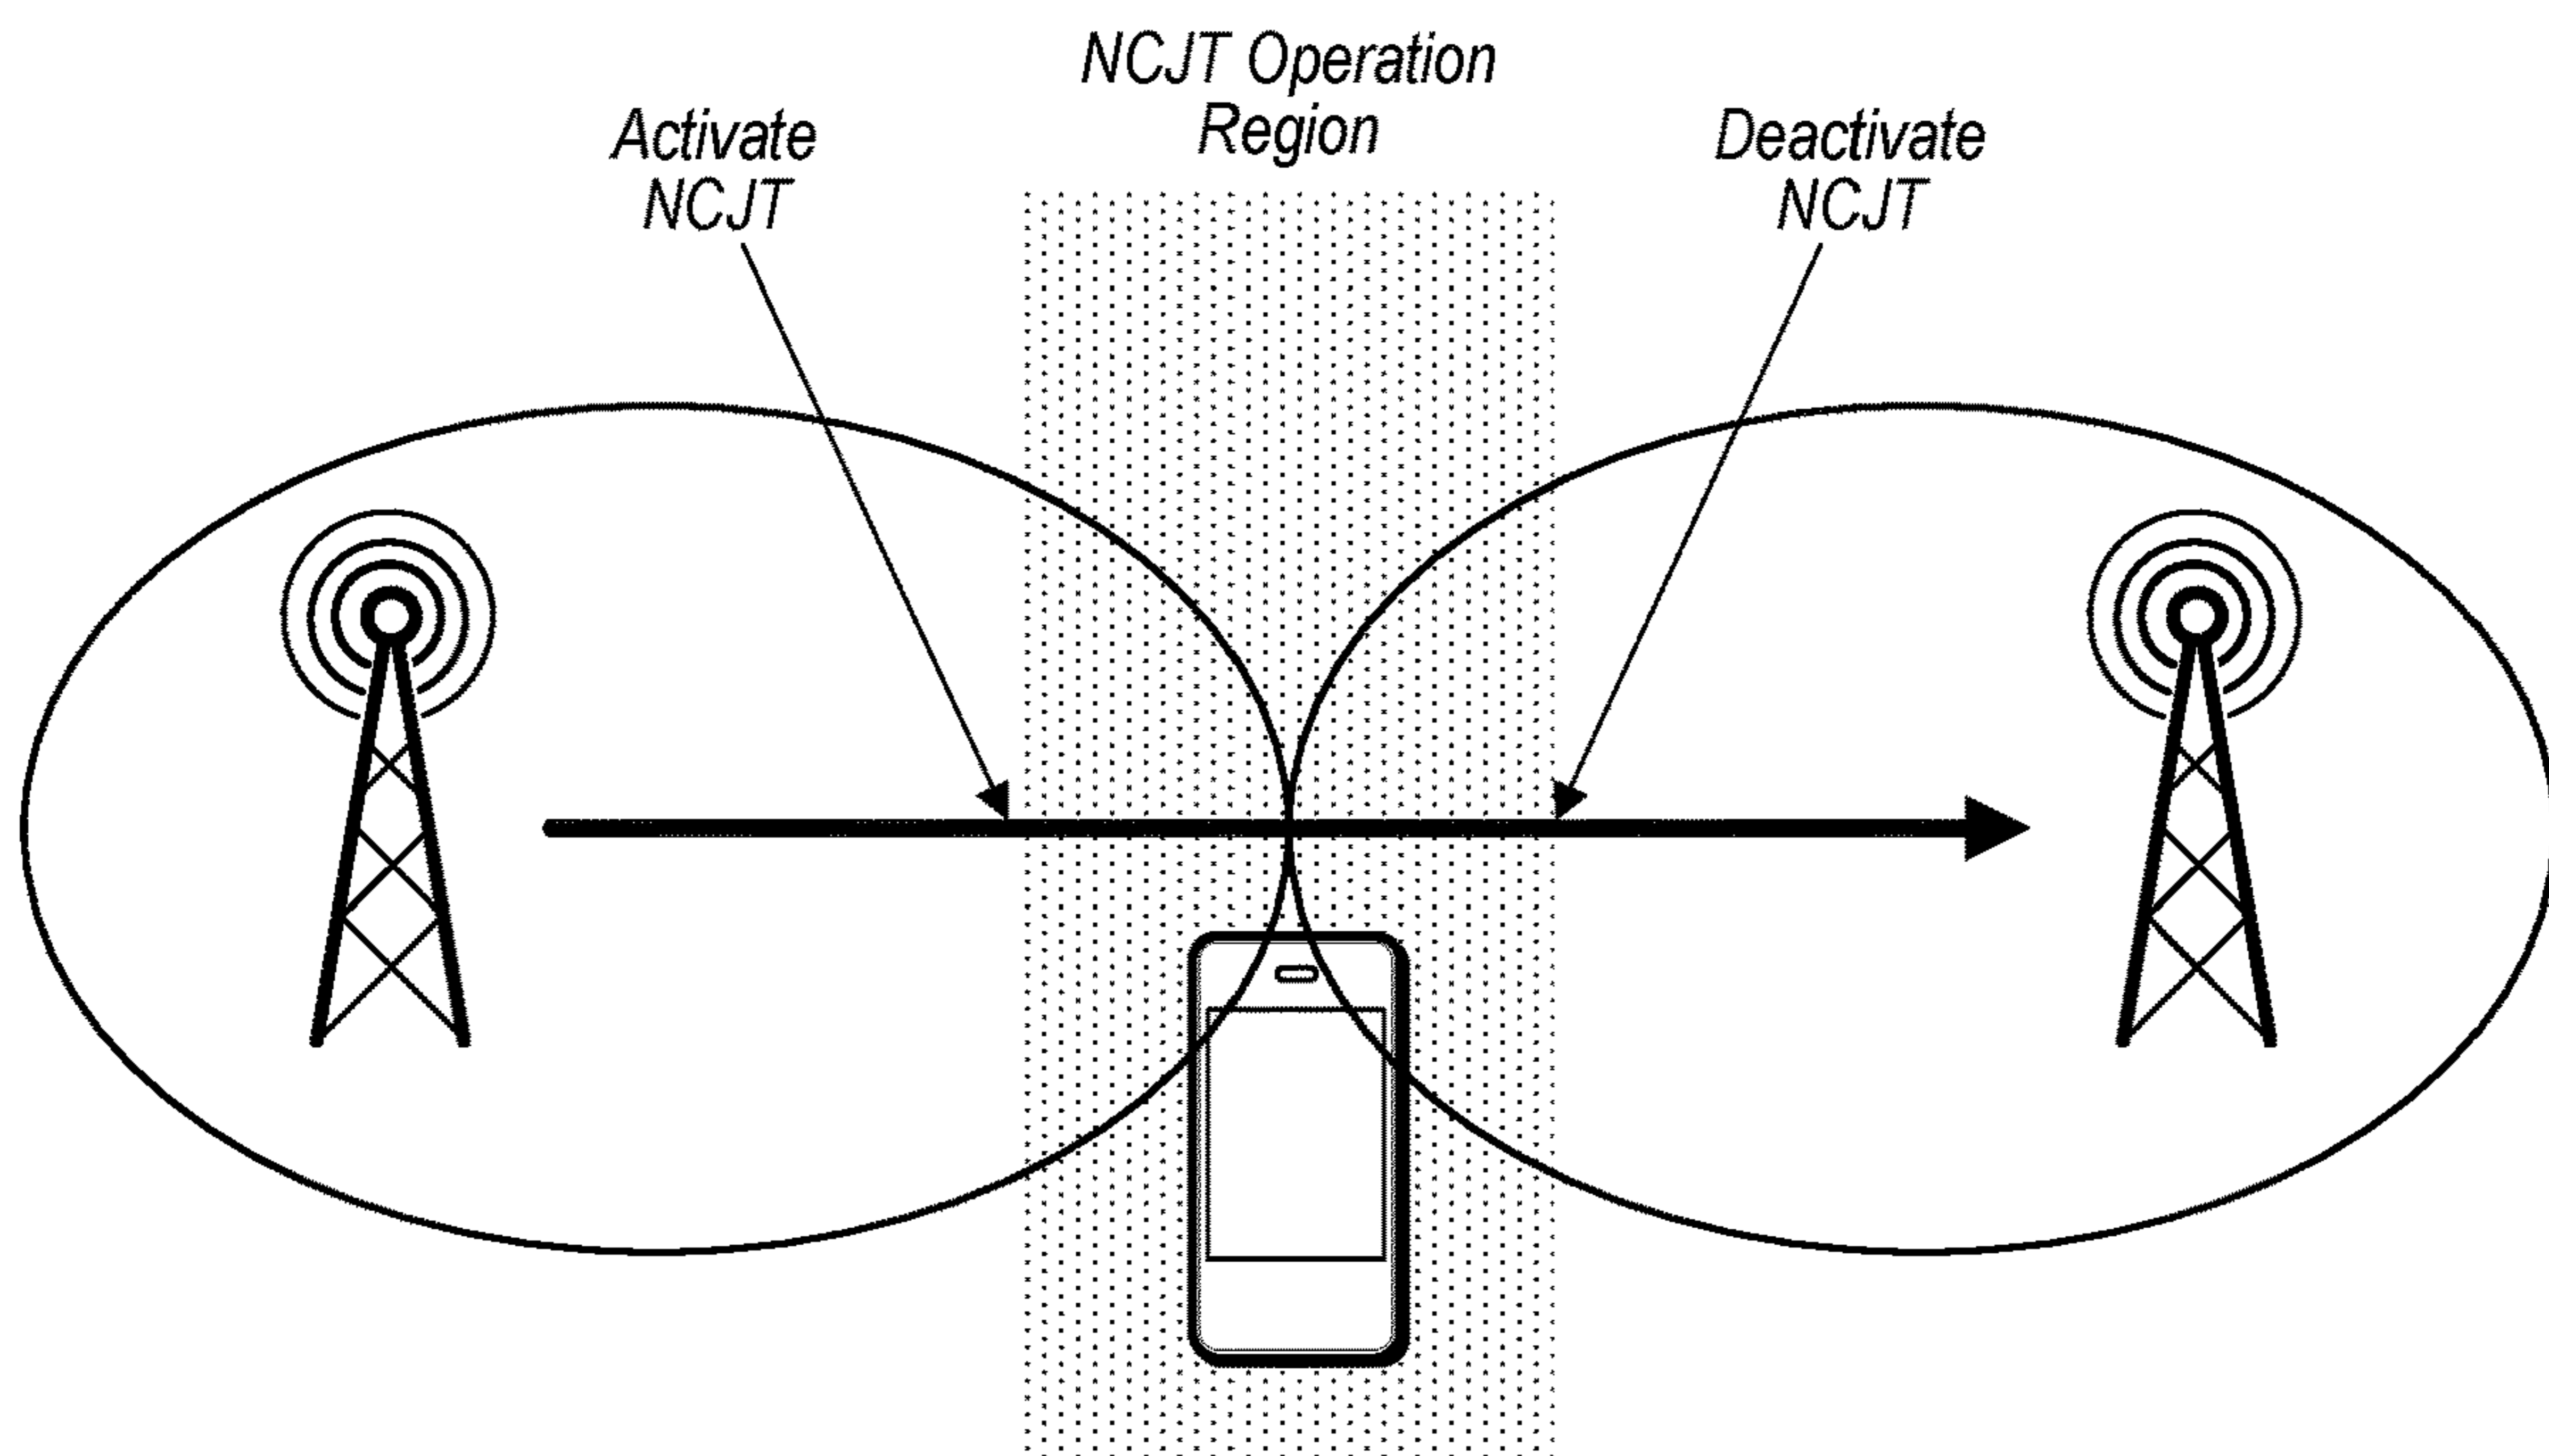 NCJT Operation
Region
Activate
NCJT
Deactivate
NCJT